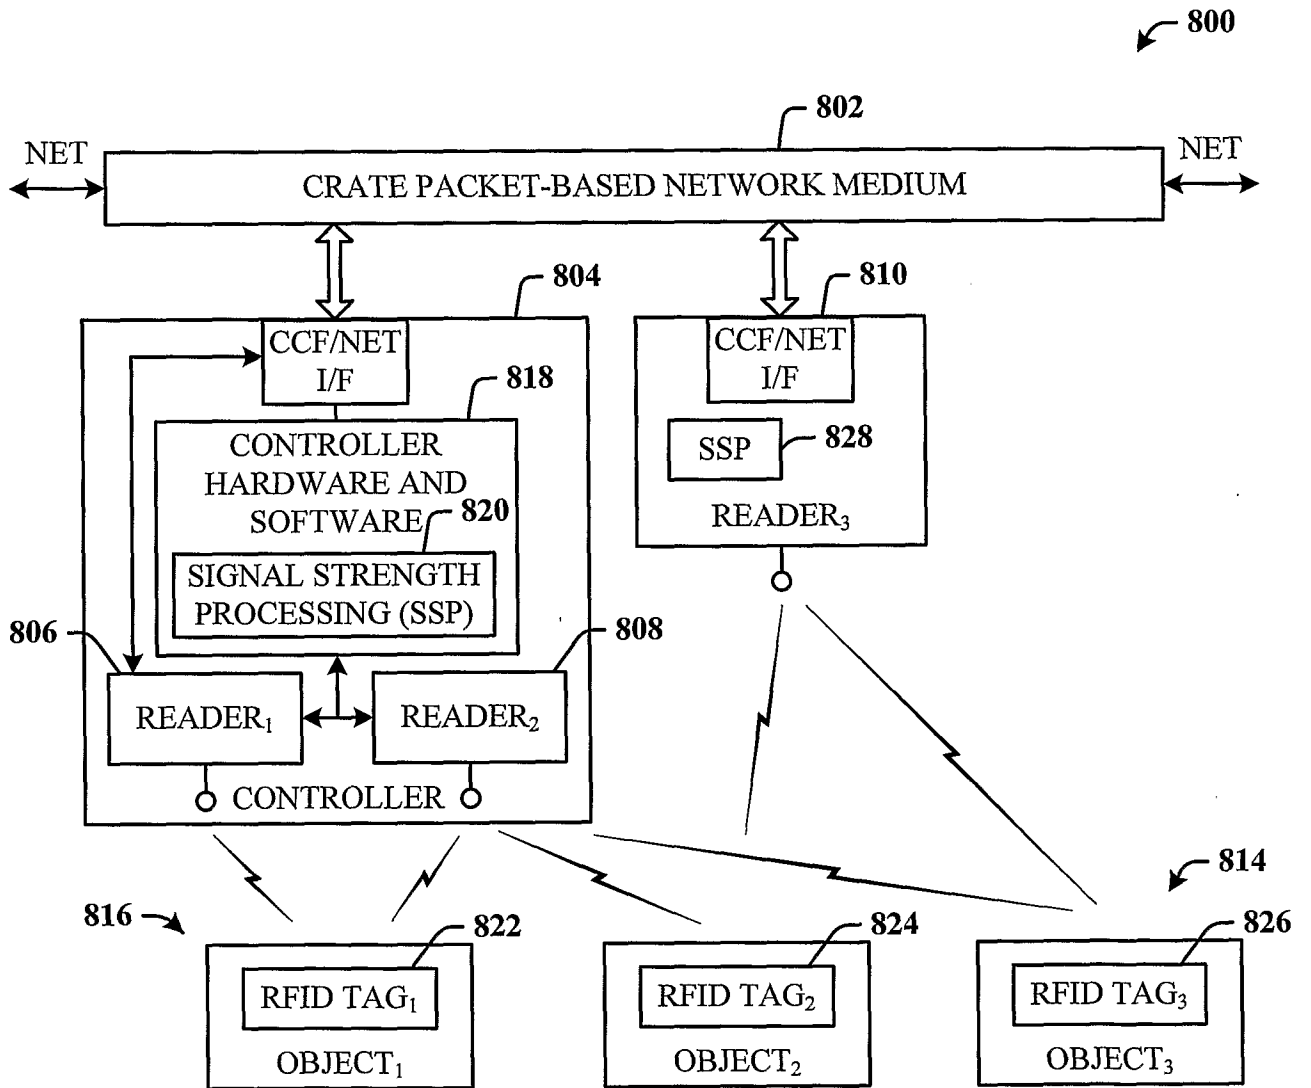 800
802
NET
NET
CRATE PACKET-BASED NETWORK MEDIUM
804
810
CCF/NET
I/F
CCF/NET
I/F
818
CONTROLLER
HARDWARE AND
SOFTWARE
820
SIGNAL STRENGTH
PROCESSING (SSP)
SSP
828
READER₃
806
808
READER₁
READER₂
CONTROLLER
814
816
822
824
826
RFID TAG₁
RFID TAG₂
RFID TAG₃
OBJECT₁
OBJECT₂
OBJECT₃